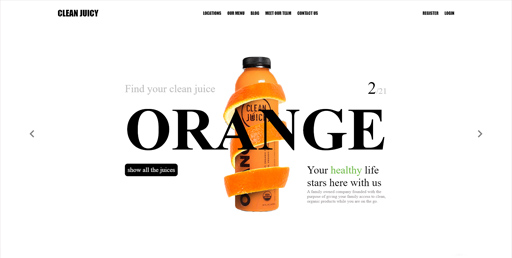 CLEAN JUICY
LOCATIONS OUR MENU BLOG MEET OUR TEAM CONTACT US
REGISTER LOGIN
Find your clean juice
2/21
CLEAN
JUICE
ORANGE
show all the juices
Your healthy life
stars here with us
A family owned company founded with the
purpose of giving your family access to clean,
organic products while you are on the go.